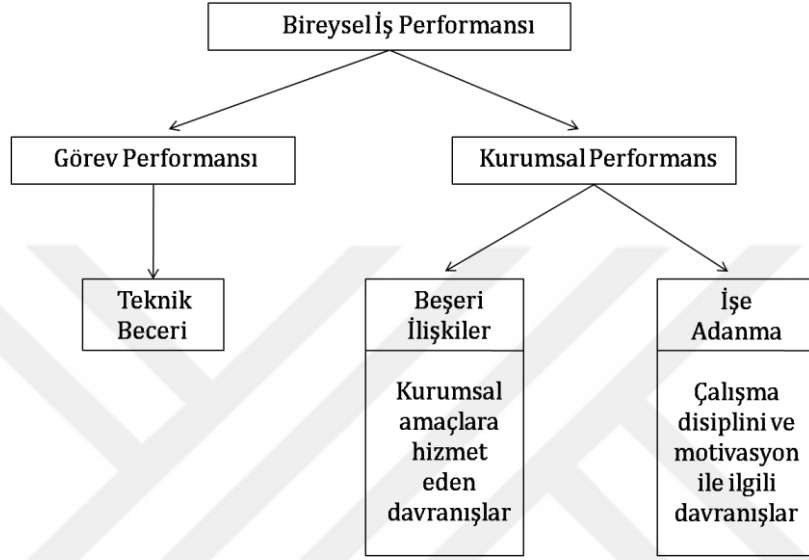 Bireysel İş Performansı
Görev Performansı
Kurumsal Performans
Teknik
Beceri
Beşeri
İlişkiler
Kurumsal
amaçlara
hizmet
eden
davranışlar
İşe
Adanma
Çalışma
disiplini ve
motivasyon
ile ilgili
davranışlar